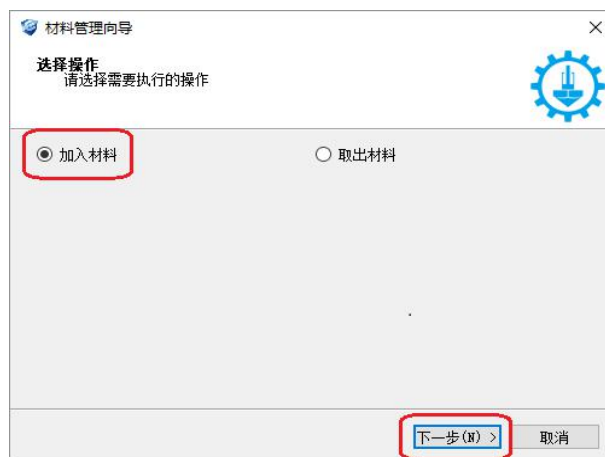 材料管理向导
选择操作
请选择需要执行的操作
加入材料
取出材料
下一步(N) >
取消